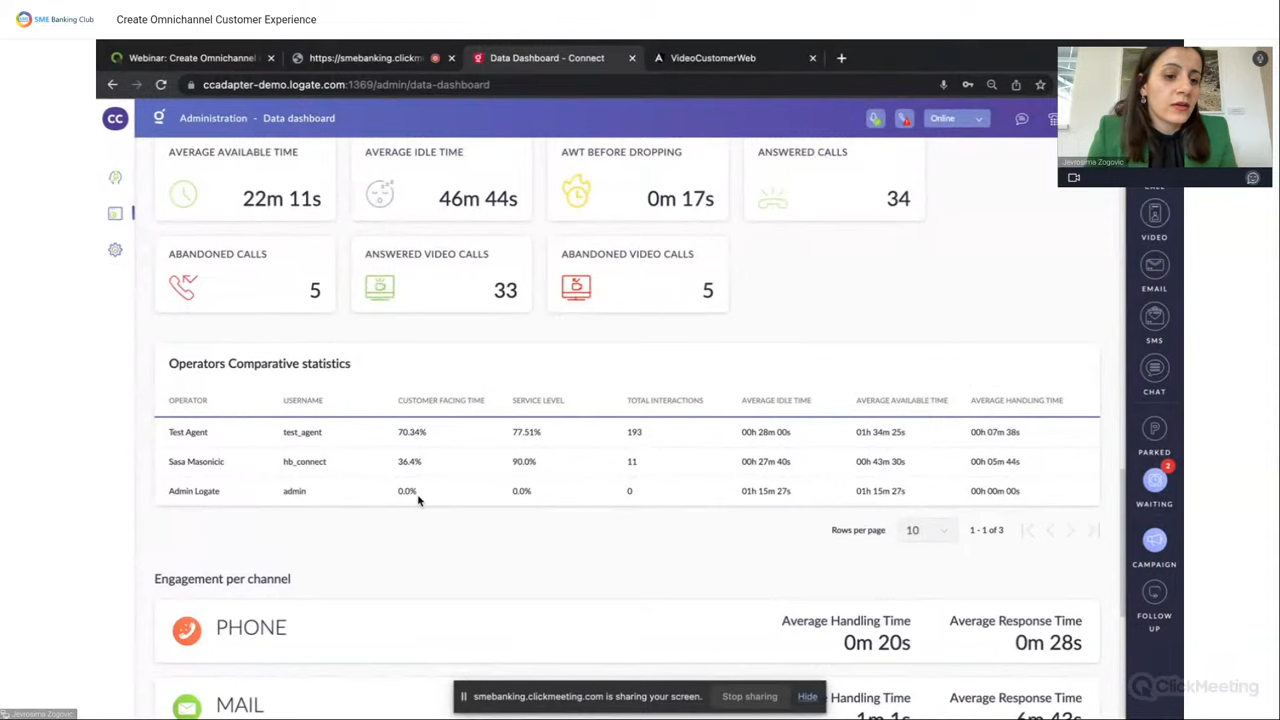 SME Banking Club
Create Omnichannel Customer Experience
Webinar: Create Omnichannel
https://smebanking.clickm
Data Dashboard - Connect
VideoCustomerWeb
ccadapter-demo.logate.com:1369/admin/data-dashboard
CC
Administration - Data dashboard
Online
Jevrosima Zogovic
AVERAGE AVAILABLE TIME
22m 11s
AVERAGE IDLE TIME
46m 44s
AWT BEFORE DROPPING
0m 17s
ANSWERED CALLS
34
ABANDONED CALLS
5
ANSWERED VIDEO CALLS
33
ABANDONED VIDEO CALLS
5
CALL
VIDEO
EMAIL
SMS
CHAT
PARKED
2
WAITING
CAMPAIGN
FOLLOW
UP
Operators Comparative statistics
OPERATOR USERNAME CUSTOMER FACING TIME SERVICE LEVEL TOTAL INTERACTIONS AVERAGE IDLE TIME AVERAGE AVAILABLE TIME AVERAGE HANDLING TIME
Test Agent test_agent 70.34% 77.51% 193 00h 28m 00s 01h 34m 25s 00h 07m 38s
Sasa Masonicic hb_connect 36.4% 90.0% 11 00h 27m 40s 00h 43m 30s 00h 05m 44s
Admin Logate admin 0.0% 0.0% 0 01h 15m 27s 01h 15m 27s 00h 00m 00s
Rows per page 10 1 - 1 of 3
Engagement per channel
PHONE
Average Handling Time
0m 20s
Average Response Time
0m 28s
MAIL
Handling Time
1m 1s
Average Response Time
6m 42s
smebanking.clickmeeting.com is sharing your screen.
Stop sharing
Hide
ClickMeeting
Jevrosima Zogovic